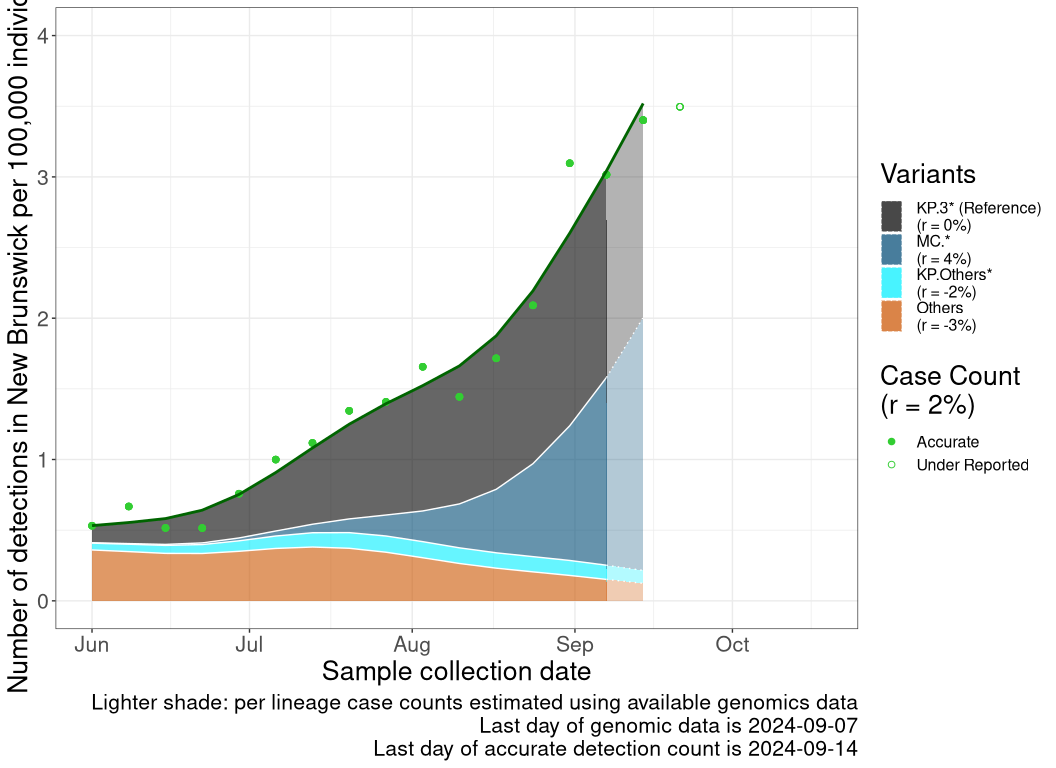 Number of detections in New Brunswick per 100,000
4
3
2
1
0
Jun Jul Aug Sep Oct
Sample collection date
Lighter shade: per lineage case counts estimated using available genomics data
Last day of genomic data is 2024-09-07
Last day of accurate detection count is 2024-09-14
Variants
KP.3* (Reference)
(r = 0%)
MC.*
(r = 4%)
KP.Others*
(r = -2%)
Others
(r = -3%)
Case Count
(r = 2%)
Accurate
Under Reported